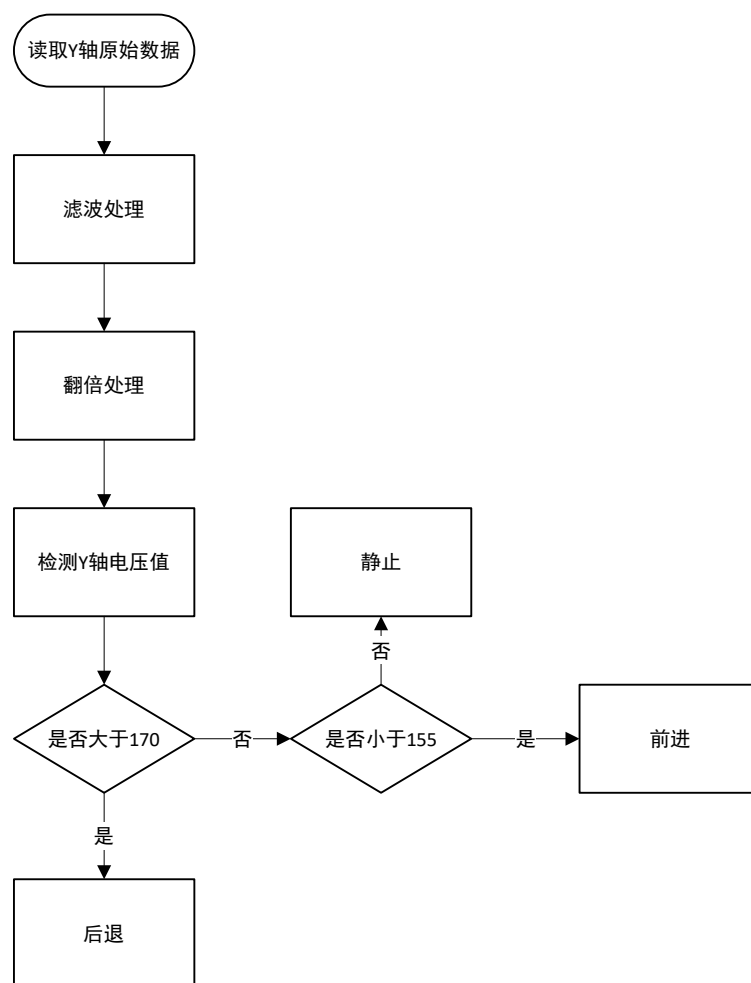 读取Y轴原始数据
滤波处理
翻倍处理
检测Y轴电压值
静止
否
是否大于170
否
是否小于155
是
前进
是
后退